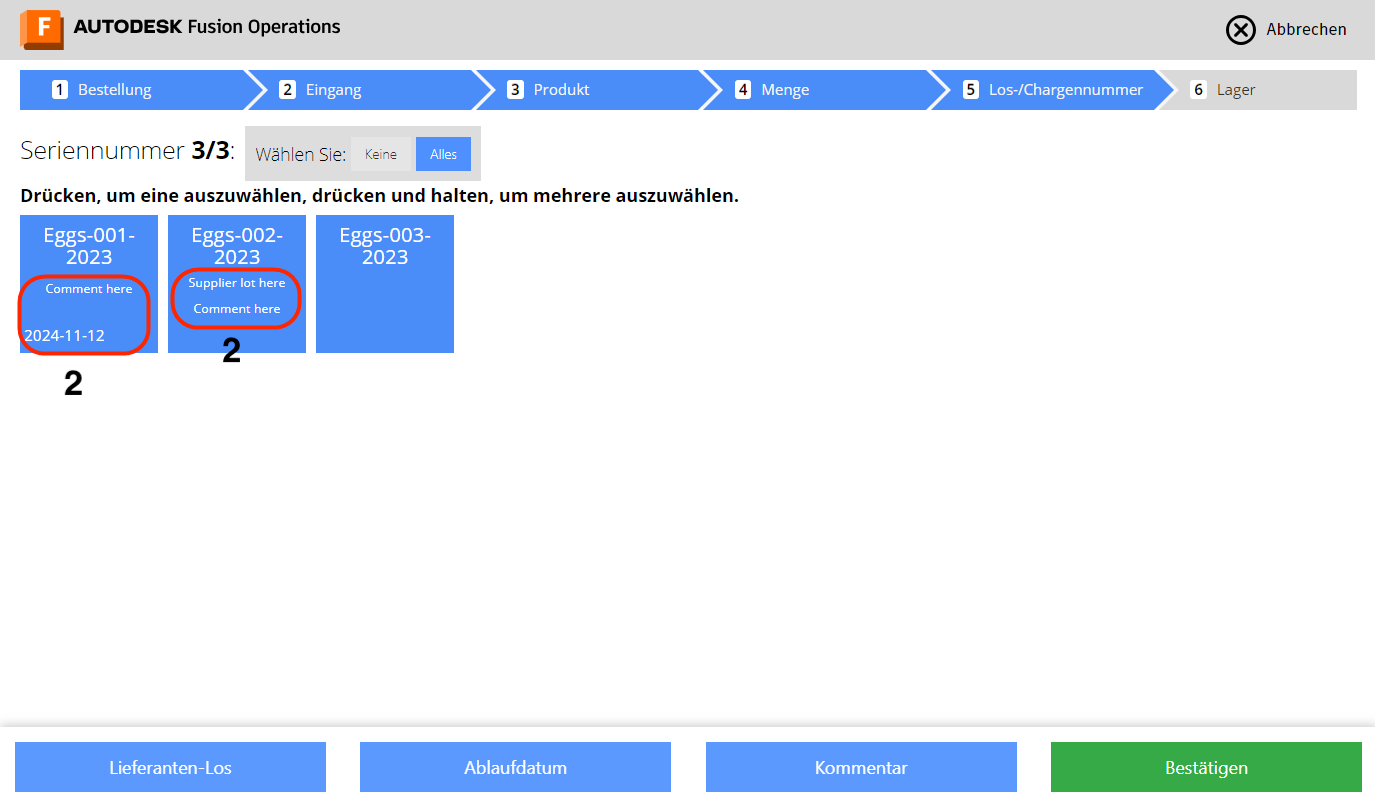 F AUTODESK Fusion Operations
Abbrechen
1 Bestellung
2 Eingang
3 Produkt
4 Menge
5 Los-/Chargennummer
6 Lager
Seriennummer 3/3:
Wählen Sie: Keine Alles
Drücken, um eine auszuwählen, drücken und halten, um mehrere auszuwählen.
Eggs-001-
2023
Comment here
2024-11-12
2
Eggs-002-
2023
Supplier lot here
Comment here
2
Eggs-003-
2023
Lieferanten-Los
Ablaufdatum
Kommentar
Bestätigen